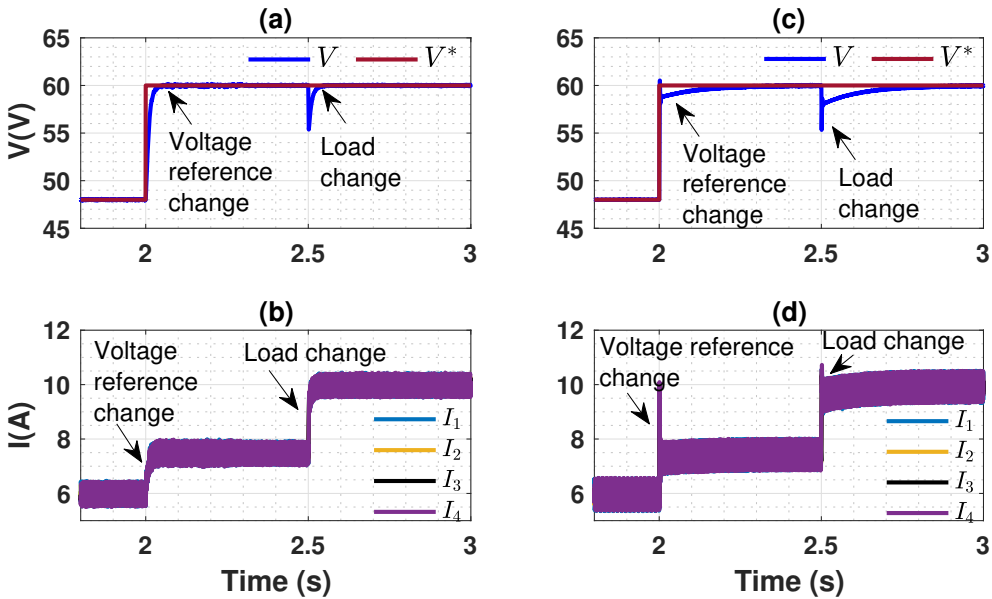 (a)
V(V)
65
60
55
50
45
V
V*
Voltage
reference
change
Load
change
2
2.5
3
(c)
65
60
55
50
45
V
V*
Voltage
reference
change
Load
change
2
2.5
3
(b)
I(A)
12
10
8
6
Voltage
reference
change
Load change
I₁
I₂
I₃
I₄
2
2.5
3
Time (s)
(d)
12
10
8
6
Voltage reference
change
Load change
I₁
I₂
I₃
I₄
2
2.5
3
Time (s)